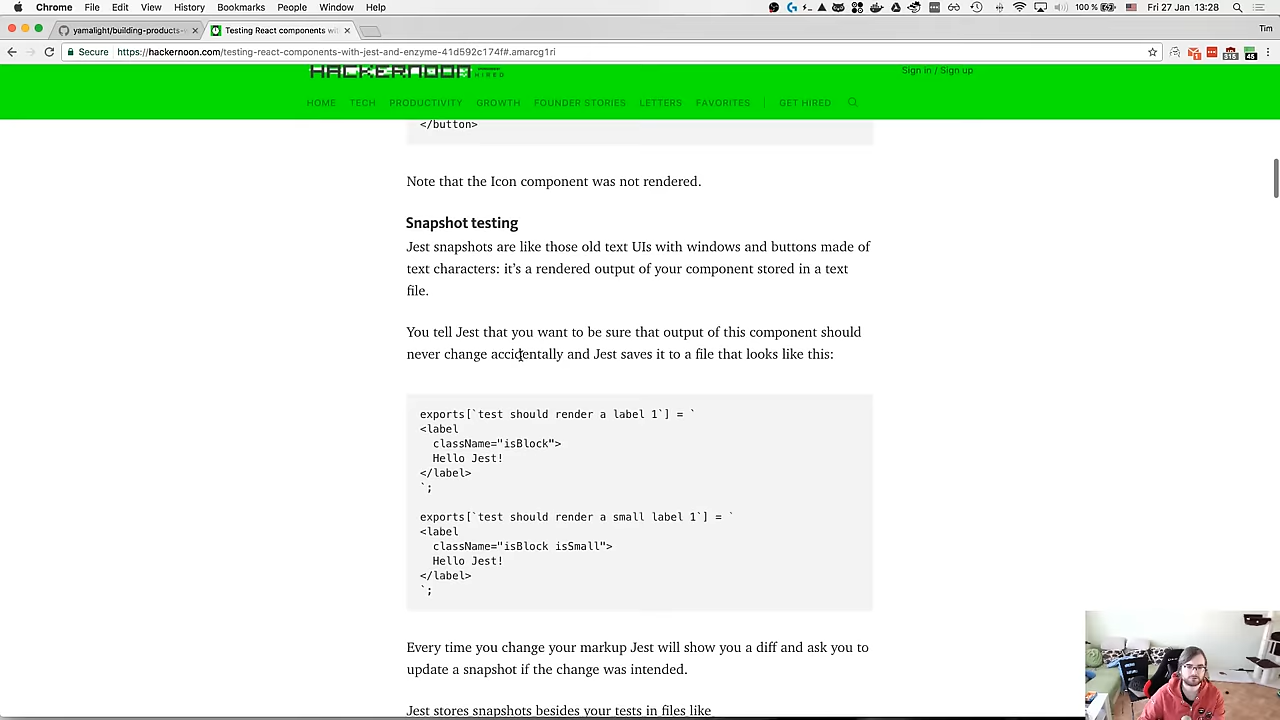 Chrome File Edit View History Bookmarks People Window Help
100 % Fri 27 Jan 13:28
yamalight/building-products-
Testing React components wit
Tim
Secure https://hackernoon.com/testing-react-components-with-jest-and-enzyme-41d592c174f#.amarcg1ri
HACKERNOON
HIRED
Sign in / Sign up
HOME TECH PRODUCTIVITY GROWTH FOUNDER STORIES LETTERS FAVORITES GET HIRED
</button>
Note that the Icon component was not rendered.
Snapshot testing
Jest snapshots are like those old text UIs with windows and buttons made of
text characters: it’s a rendered output of your component stored in a text
file.
You tell Jest that you want to be sure that output of this component should
never change accidentally and Jest saves it to a file that looks like this:
exports[`test should render a label 1`] = `
<label
className="isBlock">
Hello Jest!
</label>
`;
exports[`test should render a small label 1`] = `
<label
className="isBlock isSmall">
Hello Jest!
</label>
`;
Every time you change your markup Jest will show you a diff and ask you to
update a snapshot if the change was intended.
Jest stores snapshots besides your tests in files like